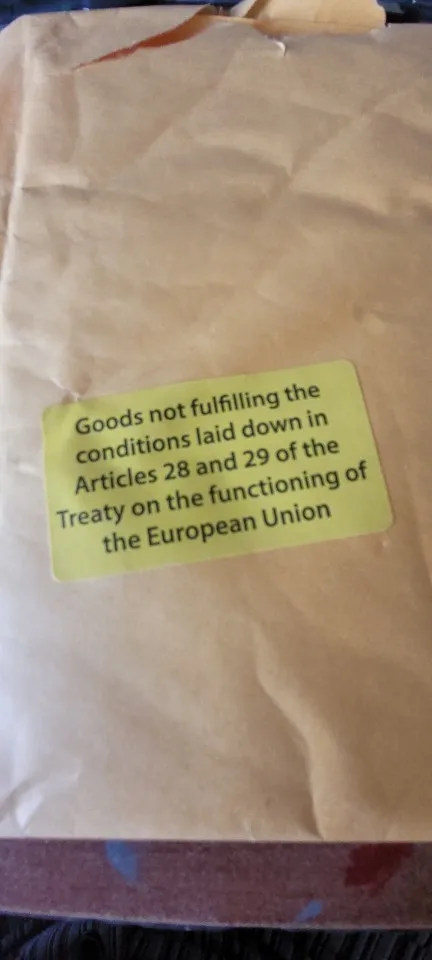 Goods not fulfilling the
conditions laid down in
Articles 28 and 29 of the
Treaty on the functioning of
the European Union